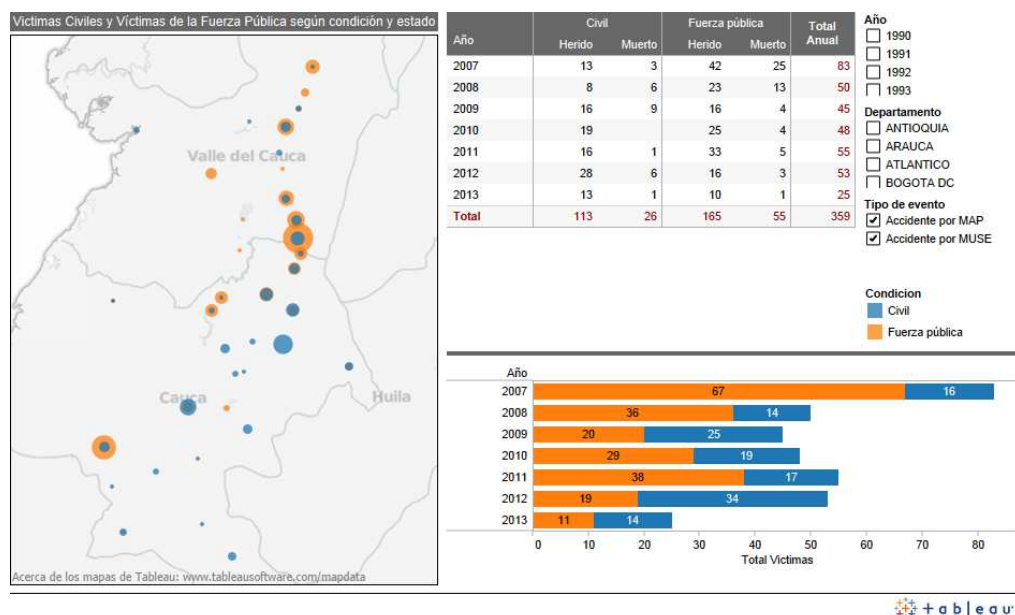 Victimas Civiles y Víctimas de la Fuerza Pública según condición y estado
Valle del Cauca
Cauca
Huila
Acerca de los mapas de Tableau: www.tableausoftware.com/mapdata
Año Civil Fuerza pública Total Anual
Herido Muerto Herido Muerto
2007 13 3 42 25 83
2008 8 6 23 13 50
2009 16 9 16 4 45
2010 19 25 4 48
2011 16 1 33 5 55
2012 28 6 16 3 53
2013 13 1 10 1 25
Total 113 26 165 55 359
Año
1990
1991
1992
1993
Departamento
ANTIOQUIA
ARAUCA
ATLANTICO
BOGOTA DC
Tipo de evento
Accidente por MAP
Accidente por MUSE
Condicion
Civil
Fuerza pública
Año
2007 67 16
2008 36 14
2009 20 25
2010 29 19
2011 38 17
2012 19 34
2013 11 14
0 10 20 30 40 50 60 70 80
Total Victimas
+ a b l e a u